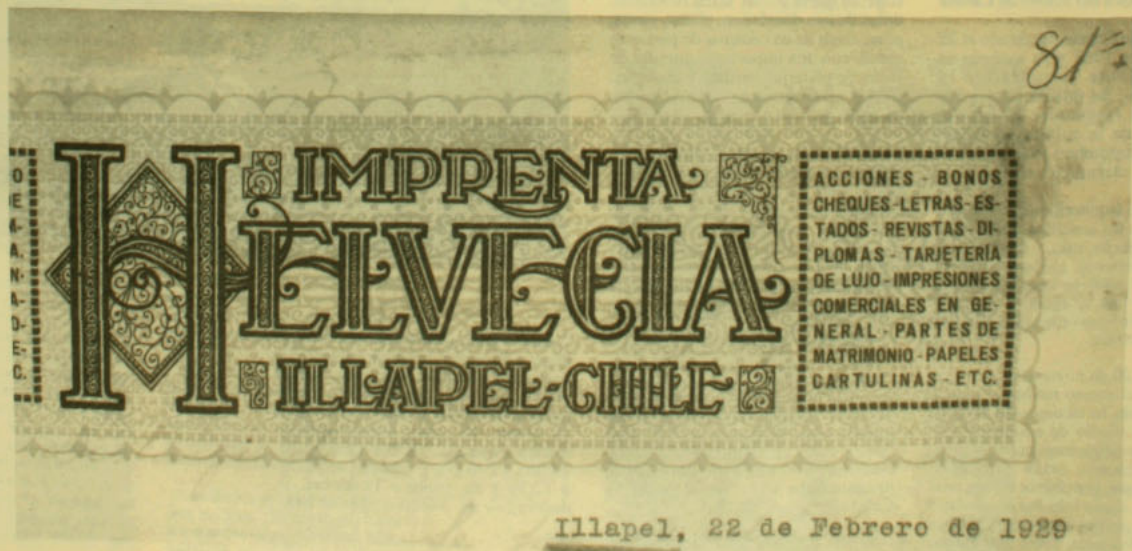 81=
IMPRENTA
HELVECIA
ILLAPEL-CHILE
O
DE
M-
A.
N-
A-
O-
E-
C.
ACCIONES - BONOS
CHEQUES - LETRAS - ES-
TADOS - REVISTAS - DI-
PLOMAS - TARJETERÍA
DE LUJO - IMPRESIONES
COMERCIALES EN GE-
NERAL - PARTES DE
MATRIMONIO - PAPELES
CARTULINAS - ETC.
Illapel, 22 de Febrero de 1929